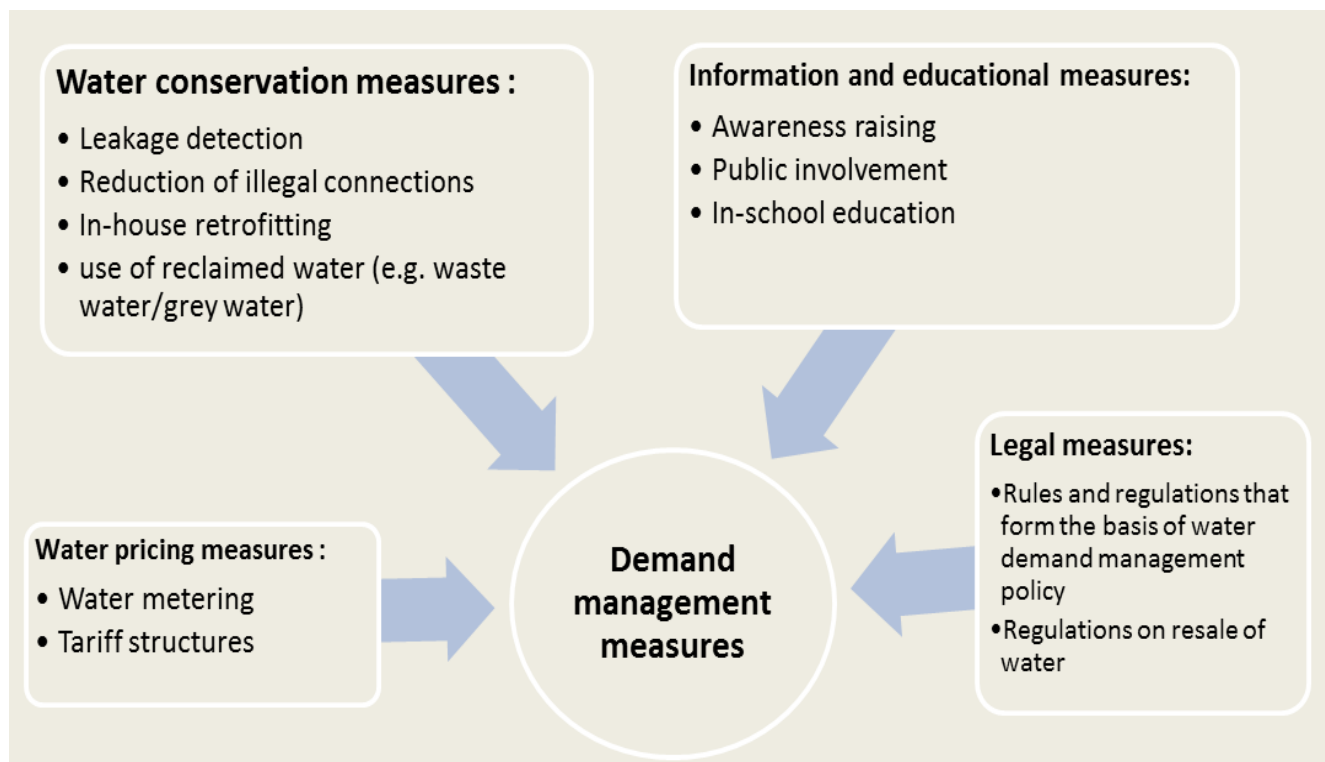 Water conservation measures :
• Leakage detection
• Reduction of illegal connections
• In-house retrofitting
• use of reclaimed water (e.g. waste
water/grey water)
Information and educational measures:
• Awareness raising
• Public involvement
• In-school education
Water pricing measures :
• Water metering
• Tariff structures
Demand
management
measures
Legal measures:
•Rules and regulations that
form the basis of water
demand management
policy
•Regulations on resale of
water